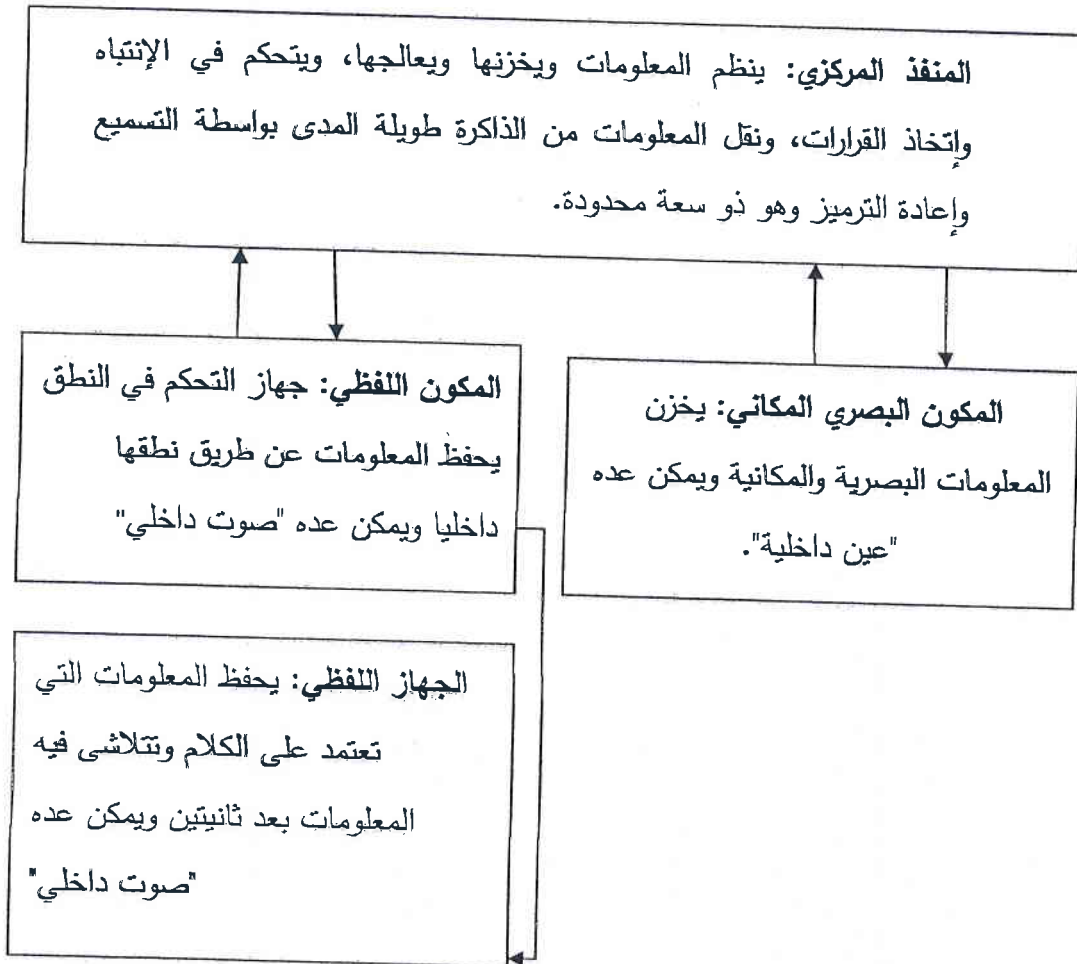 المنفذ المركزي: ينظم المعلومات ويخزنها ويعالجها، ويتحكم في الإنتباه
وإتخاذ القرارات، ونقل المعلومات من الذاكرة طويلة المدى بواسطة التسميع
وإعادة الترميز وهو ذو سعة محدودة.
المكون البصري المكاني: يخزن
المعلومات البصرية والمكانية ويمكن عده
"عين داخلية".
المكون اللفظي: جهاز التحكم في النطق
يحفظ المعلومات عن طريق نطقها
داخليا ويمكن عده "صوت داخلي"
الجهاز اللفظي: يحفظ المعلومات التي
تعتمد على الكلام وتتلاشى فيه
المعلومات بعد ثانيتين ويمكن عده
"صوت داخلي"